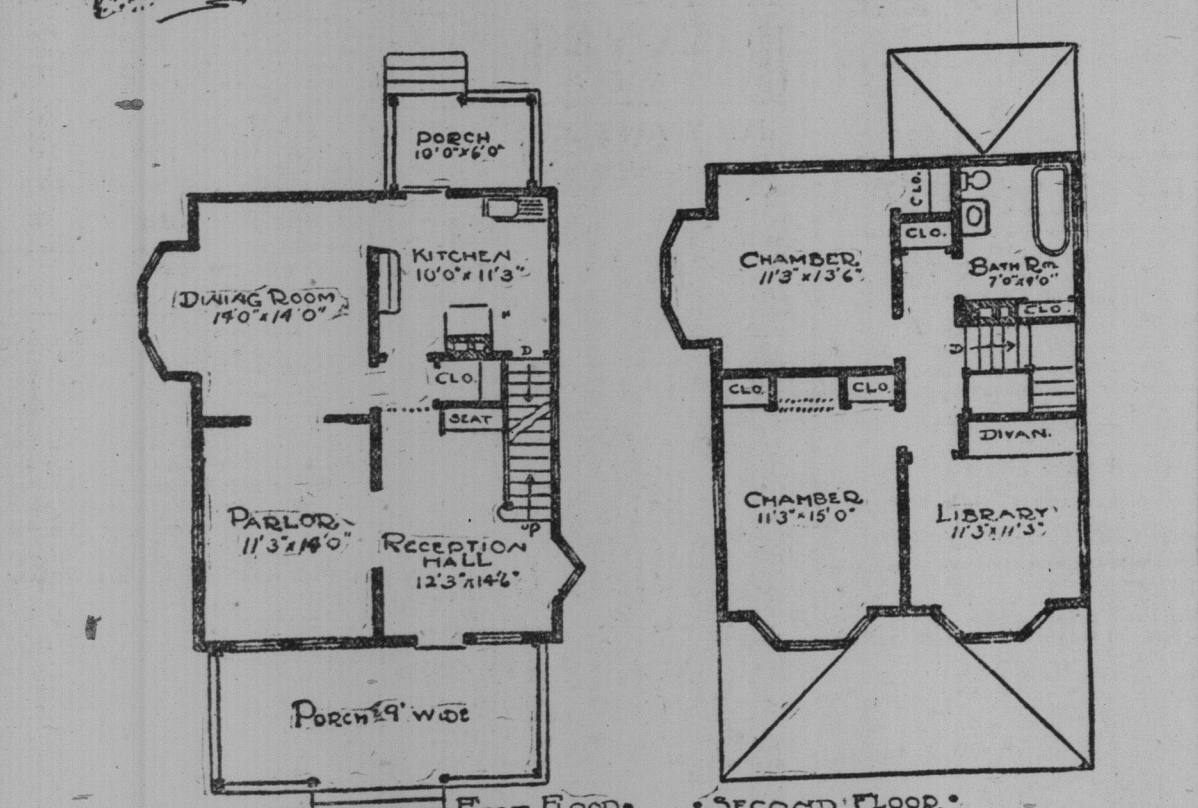 PORCH
10'0"x6'0"
KITCHEN
10'0"x11'3"
DINING ROOM
14'0"x14'0"
D
CLO.
SEAT
UP
PARLOR
11'3"x14'0"
RECEPTION
HALL
12'3"x14'6"
PORCH 9' WIDE
FIRST FLOOR.
CLO.
CLO.
CHAMBER
11'3"x13'6"
BATH RM.
7'0"x9'0"
CLO.
D
CLO.
CLO.
DIVAN.
CHAMBER
11'3"x15'0"
LIBRARY
11'3"x11'3"
• SECOND FLOOR •